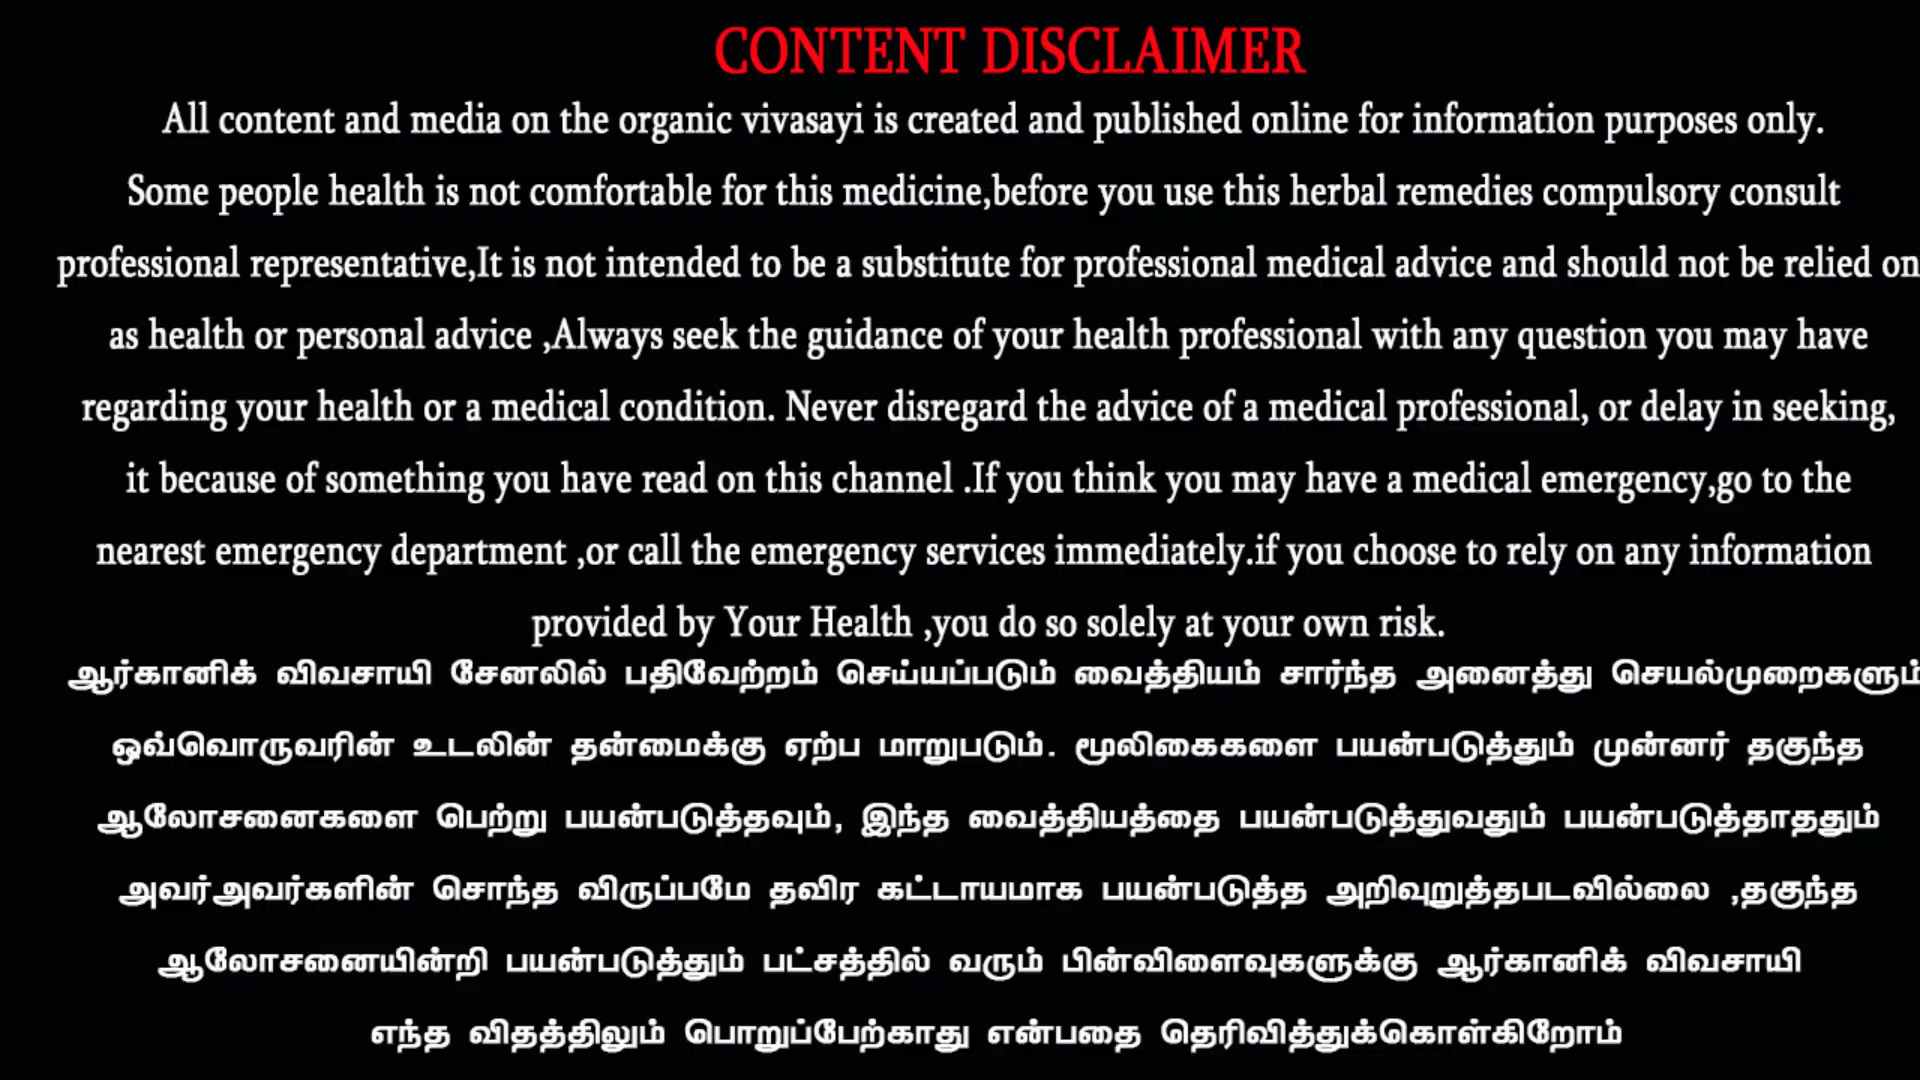 CONTENT DISCLAIMER
All content and media on the organic vivasayi is created and published online for information purposes only.
Some people health is not comfortable for this medicine,before you use this herbal remedies compulsory consult
professional representative,It is not intended to be a substitute for professional medical advice and should not be relied on
as health or personal advice ,Always seek the guidance of your health professional with any question you may have
regarding your health or a medical condition. Never disregard the advice of a medical professional, or delay in seeking,
it because of something you have read on this channel .If you think you may have a medical emergency,go to the
nearest emergency department ,or call the emergency services immediately.if you choose to rely on any information
provided by Your Health ,you do so solely at your own risk.
ஆர்கானிக் விவசாயி சேனலில் பதிவேற்றம் செய்யப்படும் வைத்தியம் சார்ந்த அனைத்து செயல்முறைகளும்
ஒவ்வொருவரின் உடலின் தன்மைக்கு ஏற்ப மாறுபடும். மூலிகைகளை பயன்படுத்தும் முன்னர் தகுந்த
ஆலோசனைகளை பெற்று பயன்படுத்தவும், இந்த வைத்தியத்தை பயன்படுத்துவதும் பயன்படுத்தாததும்
அவர்அவர்களின் சொந்த விருப்பமே தவிர கட்டாயமாக பயன்படுத்த அறிவுறுத்தபடவில்லை ,தகுந்த
ஆலோசனையின்றி பயன்படுத்தும் பட்சத்தில் வரும் பின்விளைவுகளுக்கு ஆர்கானிக் விவசாயி
எந்த விதத்திலும் பொறுப்பேற்காது என்பதை தெரிவித்துக்கொள்கிறோம்